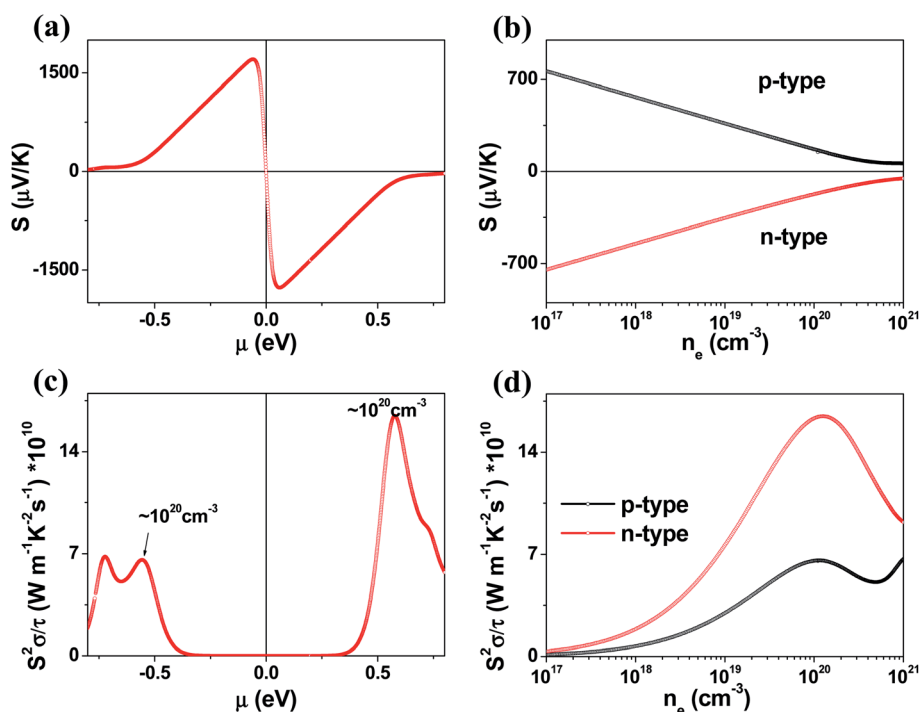 (a)
1500
0
-1500
S (μV/K)
-0.5 0.0 0.5
μ (eV)
(b)
700
0
-700
S (μV/K)
p-type
n-type
10^17 10^18 10^19 10^20 10^21
n_e (cm^-3)
(c)
14
7
0
S^2σ/τ (W m^-1K^-2s^-1) *10^10
~10^20cm^-3
~10^20cm^-3
-0.5 0.0 0.5
μ (eV)
(d)
14
7
0
S^2σ/τ (W m^-1K^-2s^-1) *10^10
p-type
n-type
10^17 10^18 10^19 10^20 10^21
n_e (cm^-3)